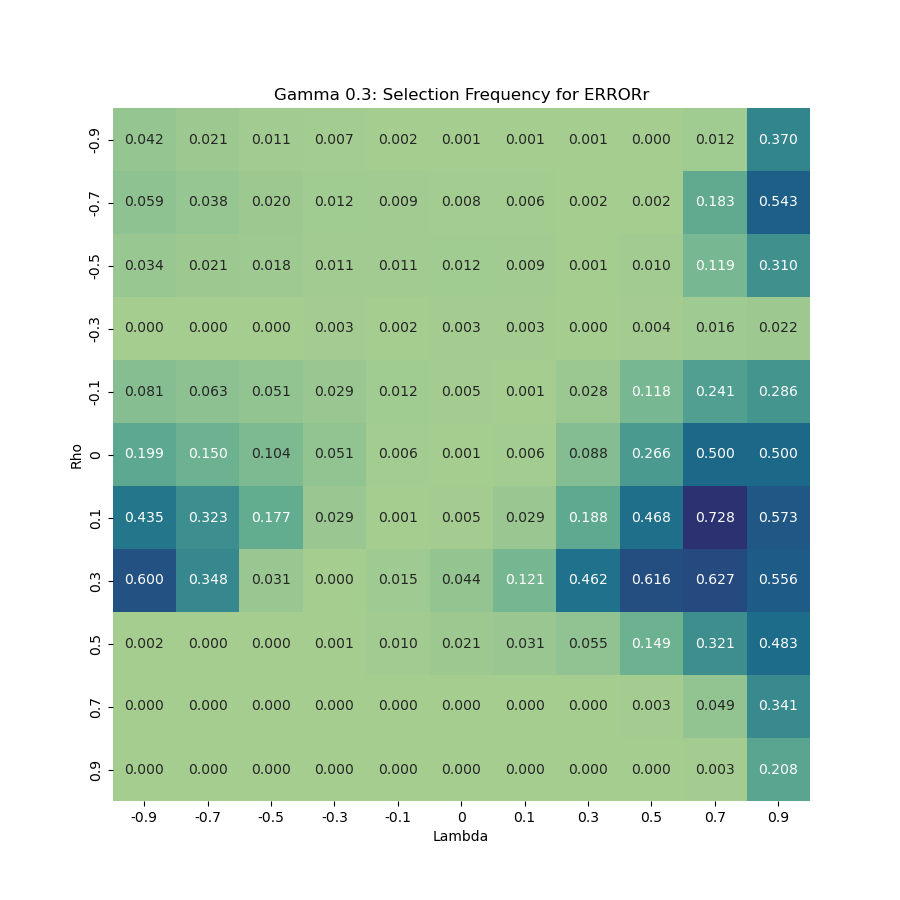 Gamma 0.3: Selection Frequency for ERRORr
-0.9 0.042 0.021 0.011 0.007 0.002 0.001 0.001 0.001 0.000 0.012 0.370
-0.7 0.059 0.038 0.020 0.012 0.009 0.008 0.006 0.002 0.002 0.183 0.543
-0.5 0.034 0.021 0.018 0.011 0.011 0.012 0.009 0.001 0.010 0.119 0.310
-0.3 0.000 0.000 0.000 0.003 0.002 0.003 0.003 0.000 0.004 0.016 0.022
-0.1 0.081 0.063 0.051 0.029 0.012 0.005 0.001 0.028 0.118 0.241 0.286
Rho
0 0.199 0.150 0.104 0.051 0.006 0.001 0.006 0.088 0.266 0.500 0.500
0.1 0.435 0.323 0.177 0.029 0.001 0.005 0.029 0.188 0.468 0.728 0.573
0.3 0.600 0.348 0.031 0.000 0.015 0.044 0.121 0.462 0.616 0.627 0.556
0.5 0.002 0.000 0.000 0.001 0.010 0.021 0.031 0.055 0.149 0.321 0.483
0.7 0.000 0.000 0.000 0.000 0.000 0.000 0.000 0.000 0.003 0.049 0.341
0.9 0.000 0.000 0.000 0.000 0.000 0.000 0.000 0.000 0.000 0.003 0.208
-0.9 -0.7 -0.5 -0.3 -0.1 0 0.1 0.3 0.5 0.7 0.9
Lambda